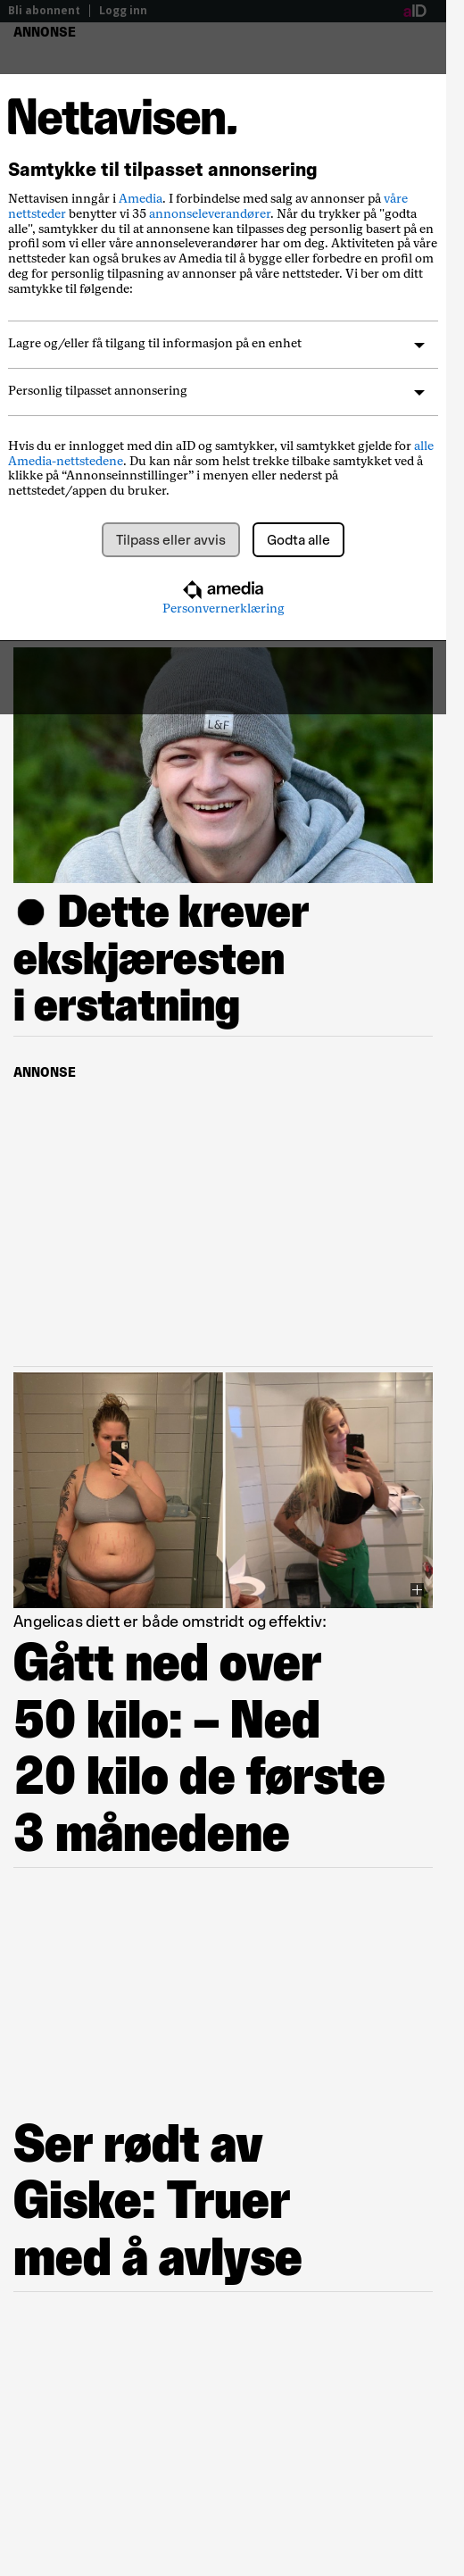 Bli abonnent | Logg inn
aID
ANNONSE
Nettavisen.
Samtykke til tilpasset annonsering
Nettavisen inngår i Amedia. I forbindelse med salg av annonser på våre
nettsteder benytter vi 35 annonseleverandører. Når du trykker på "godta
alle", samtykker du til at annonsene kan tilpasses deg personlig basert på en
profil som vi eller våre annonseleverandører har om deg. Aktiviteten på våre
nettsteder kan også brukes av Amedia til å bygge eller forbedre en profil om
deg for personlig tilpasning av annonser på våre nettsteder. Vi ber om ditt
samtykke til følgende:
Lagre og/eller få tilgang til informasjon på en enhet
Personlig tilpasset annonsering
Hvis du er innlogget med din aID og samtykker, vil samtykket gjelde for alle
Amedia-nettstedene. Du kan når som helst trekke tilbake samtykket ved å
klikke på “Annonseinnstillinger” i menyen eller nederst på
nettstedet/appen du bruker.
Tilpass eller avvis
Godta alle
amedia
Personvernerklæring
L&F
● Dette krever
ekskjæresten
i erstatning
ANNONSE
Angelicas diett er både omstridt og effektiv:
Gått ned over
50 kilo: – Ned
20 kilo de første
3 månedene
Ser rødt av
Giske: Truer
med å avlyse